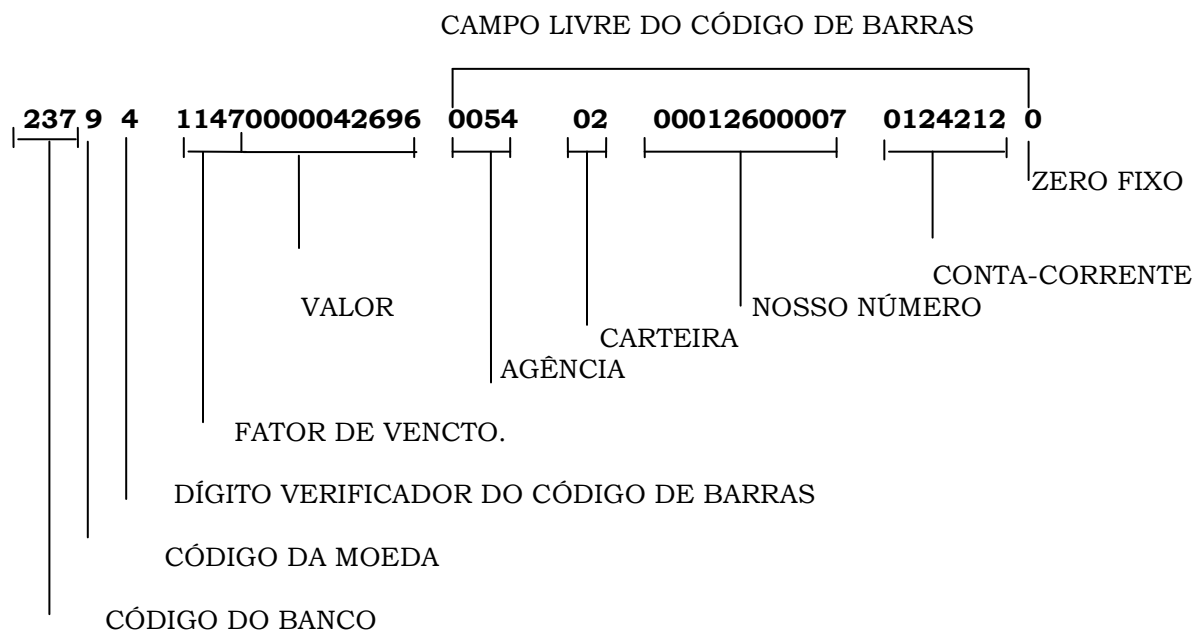 CAMPO LIVRE DO CÓDIGO DE BARRAS
237 9 4 11470000042696 0054 02 00012600007 0124212 0
ZERO FIXO
CONTA-CORRENTE
VALOR NOSSO NÚMERO
CARTEIRA
AGÊNCIA
FATOR DE VENCTO.
DÍGITO VERIFICADOR DO CÓDIGO DE BARRAS
CÓDIGO DA MOEDA
CÓDIGO DO BANCO